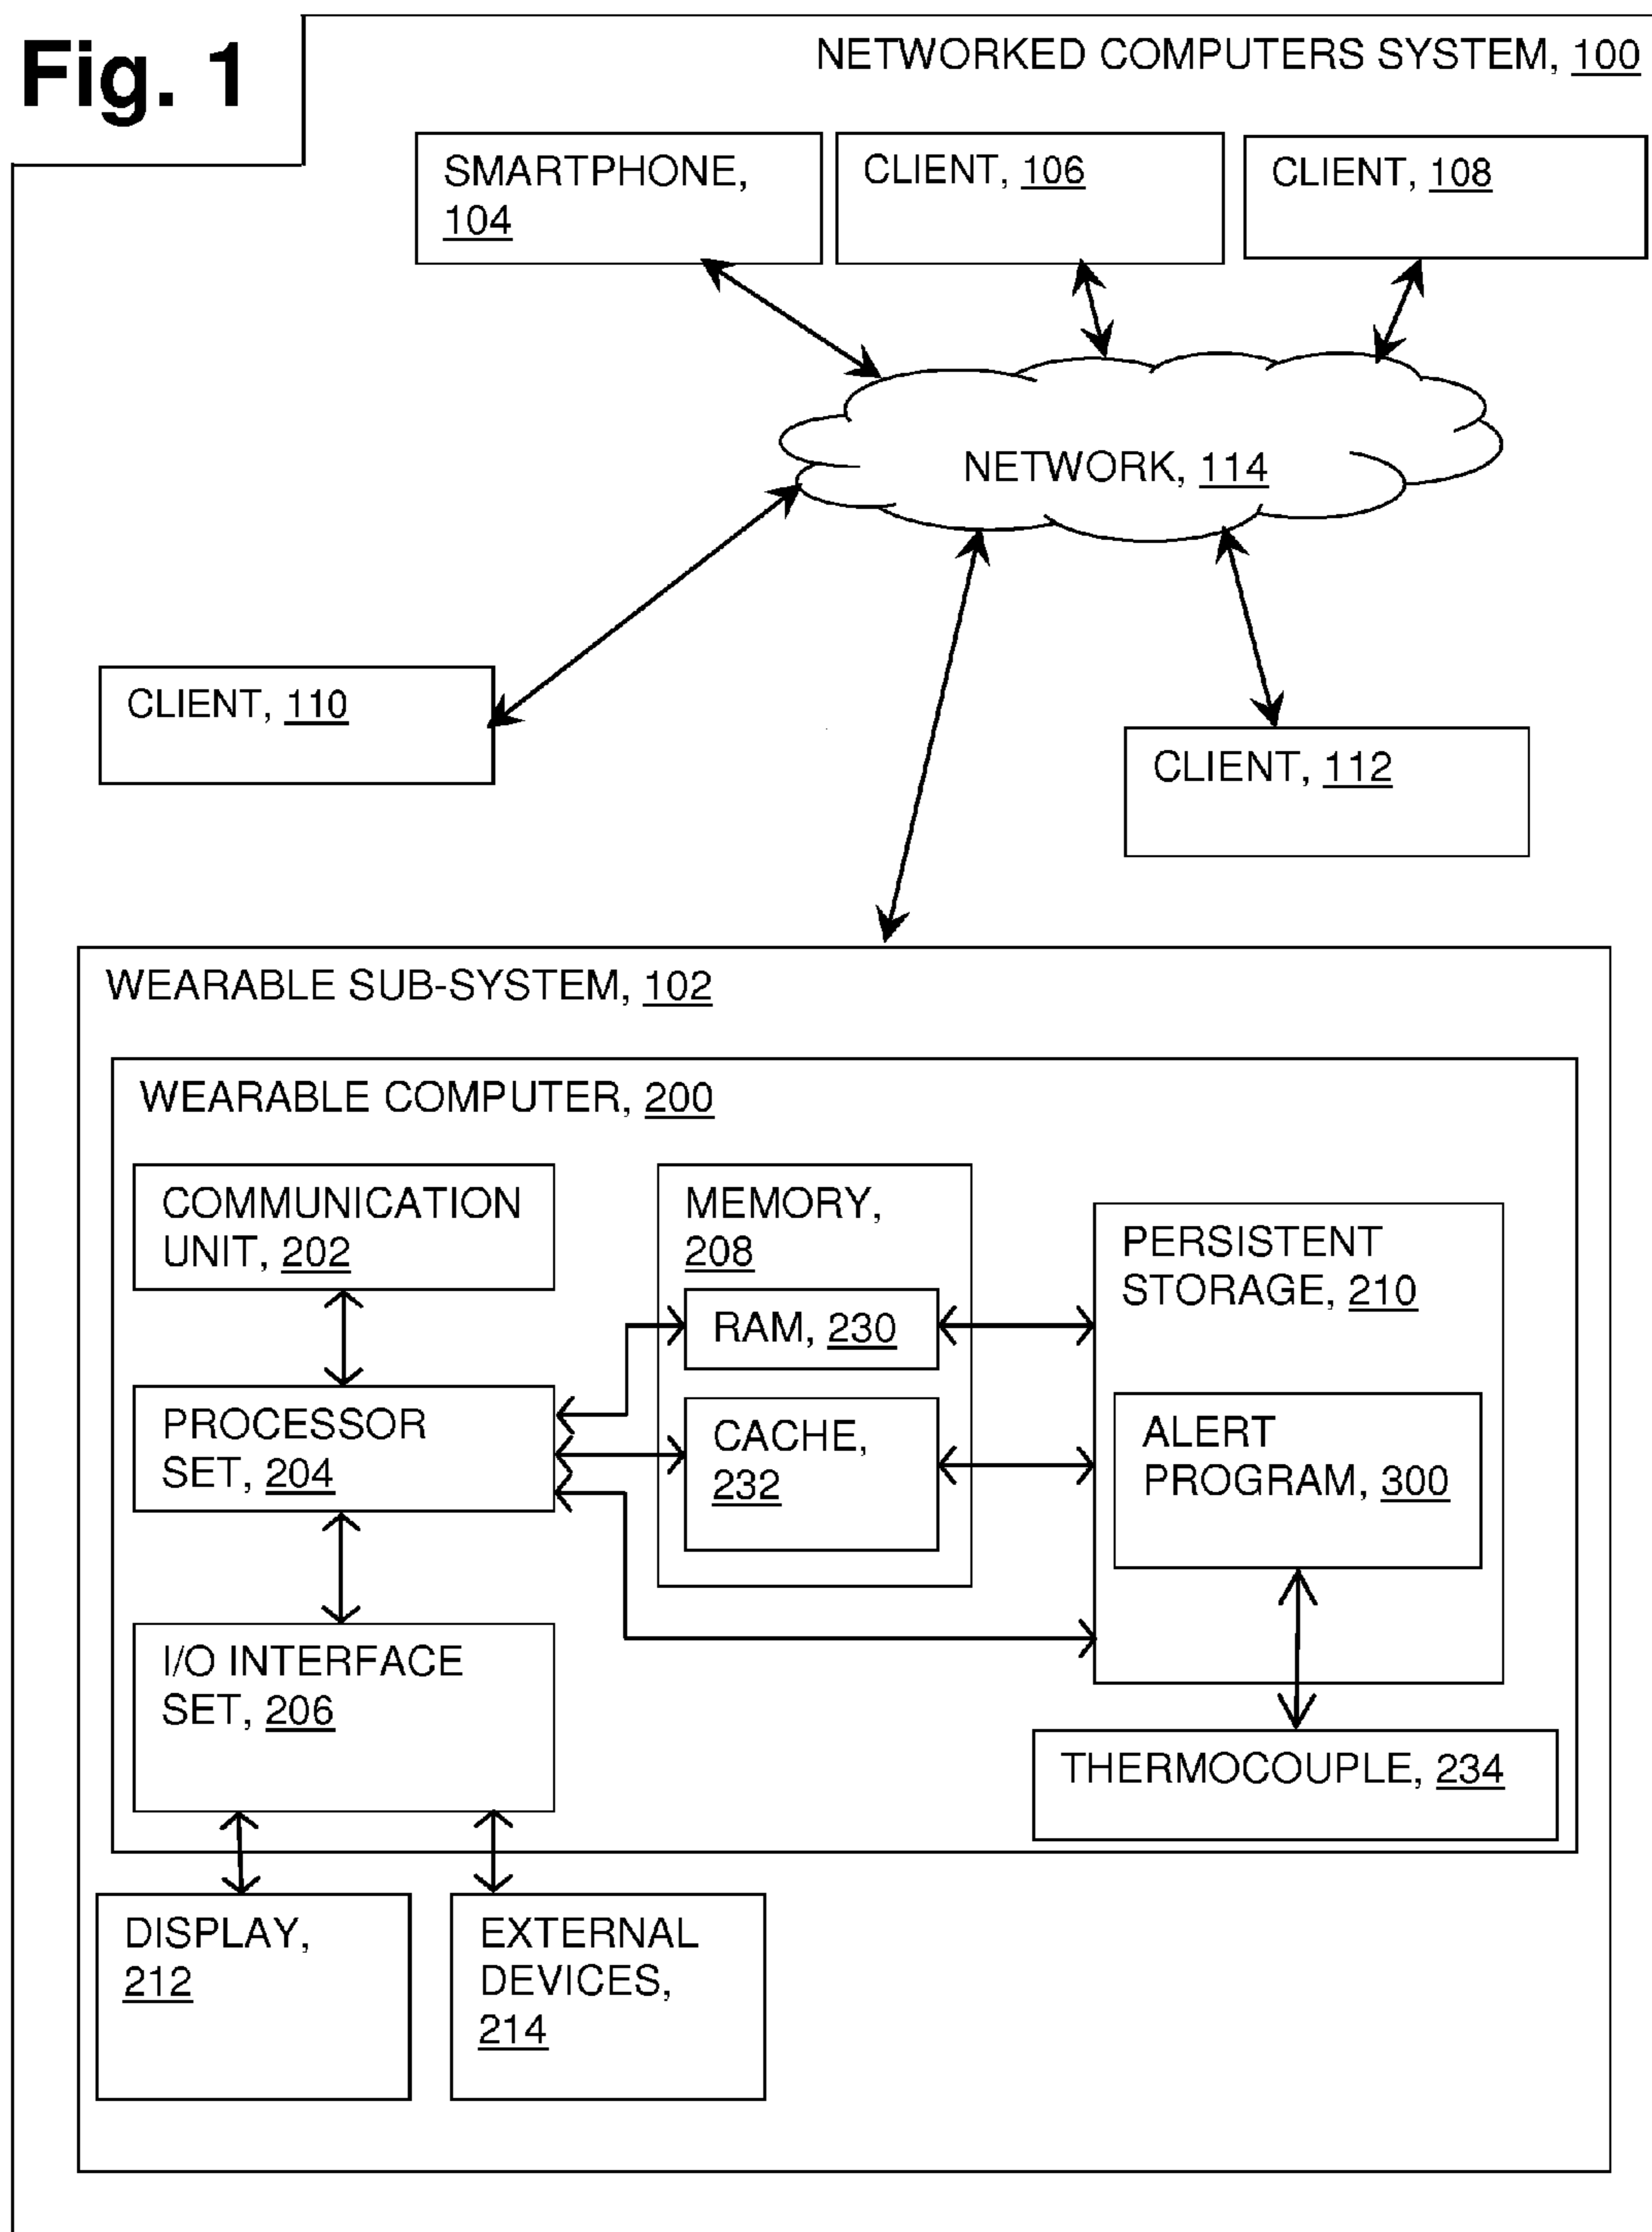 Fig. 1
NETWORKED COMPUTERS SYSTEM, 100
SMARTPHONE,
104
CLIENT, 106
CLIENT, 108
NETWORK, 114
CLIENT, 110
CLIENT, 112
WEARABLE SUB-SYSTEM, 102
WEARABLE COMPUTER, 200
COMMUNICATION
UNIT, 202
MEMORY,
208
PERSISTENT
STORAGE, 210
RAM, 230
PROCESSOR
SET, 204
CACHE,
232
ALERT
PROGRAM, 300
I/O INTERFACE
SET, 206
THERMOCOUPLE, 234
DISPLAY,
212
EXTERNAL
DEVICES,
214